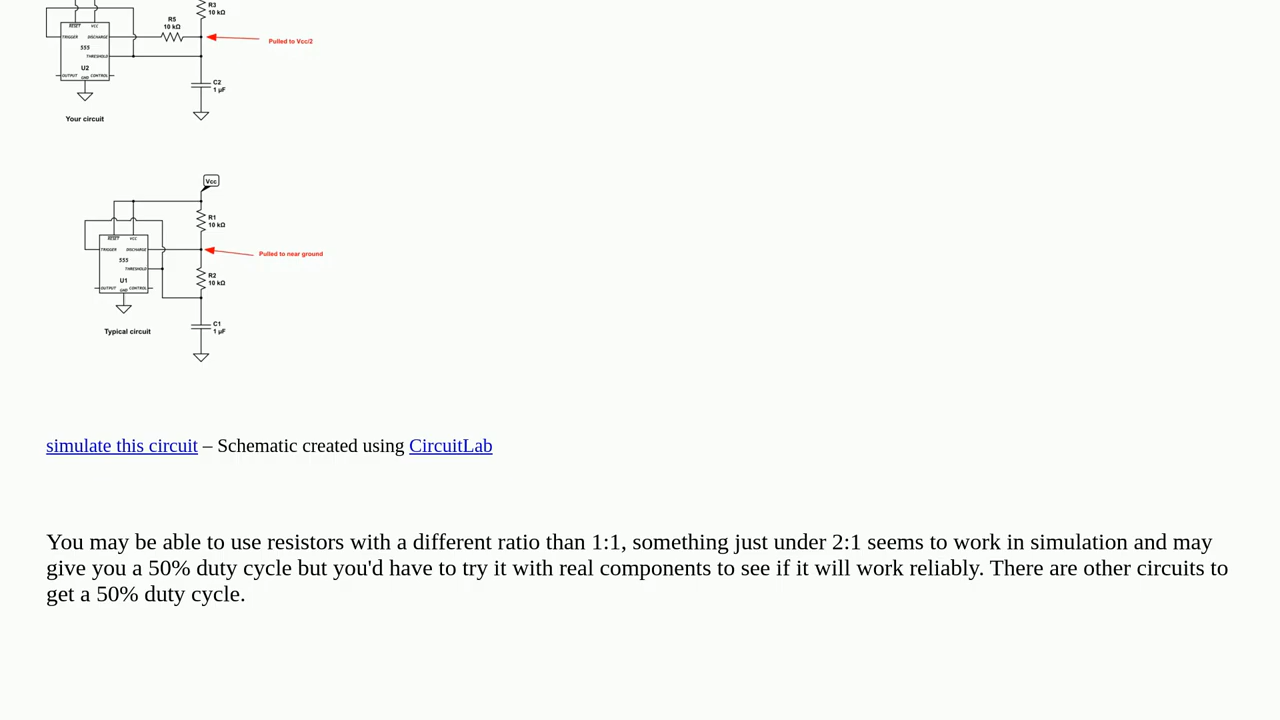 R3
10 kΩ
R5
10 kΩ
RESET VCC
TRIGGER DISCHARGE
Pulled to Vcc/2
555
THRESHOLD
U2
OUTPUT GND CONTROL
C2
1 µF
Your circuit
Vcc
R1
10 kΩ
RESET VCC
TRIGGER DISCHARGE
Pulled to near ground
555
THRESHOLD
R2
10 kΩ
U1
OUTPUT GND CONTROL
C1
1 µF
Typical circuit
simulate this circuit – Schematic created using CircuitLab
You may be able to use resistors with a different ratio than 1:1, something just under 2:1 seems to work in simulation and may
give you a 50% duty cycle but you'd have to try it with real components to see if it will work reliably. There are other circuits to
get a 50% duty cycle.